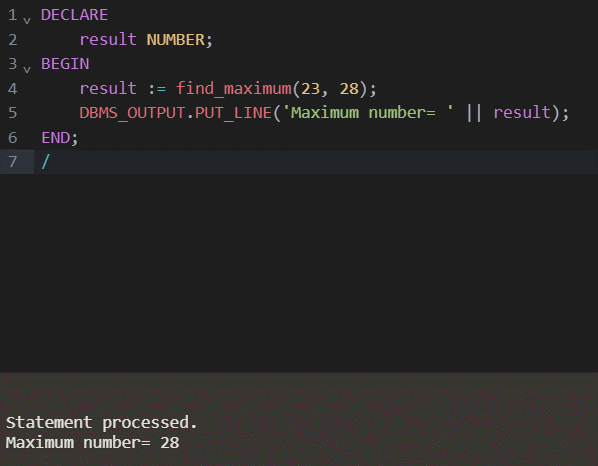 1 DECLARE
2 result NUMBER;
3 BEGIN
4 result := find_maximum(23, 28);
5 DBMS_OUTPUT.PUT_LINE('Maximum number= ' || result);
6 END;
7 /
Statement processed.
Maximum number= 28